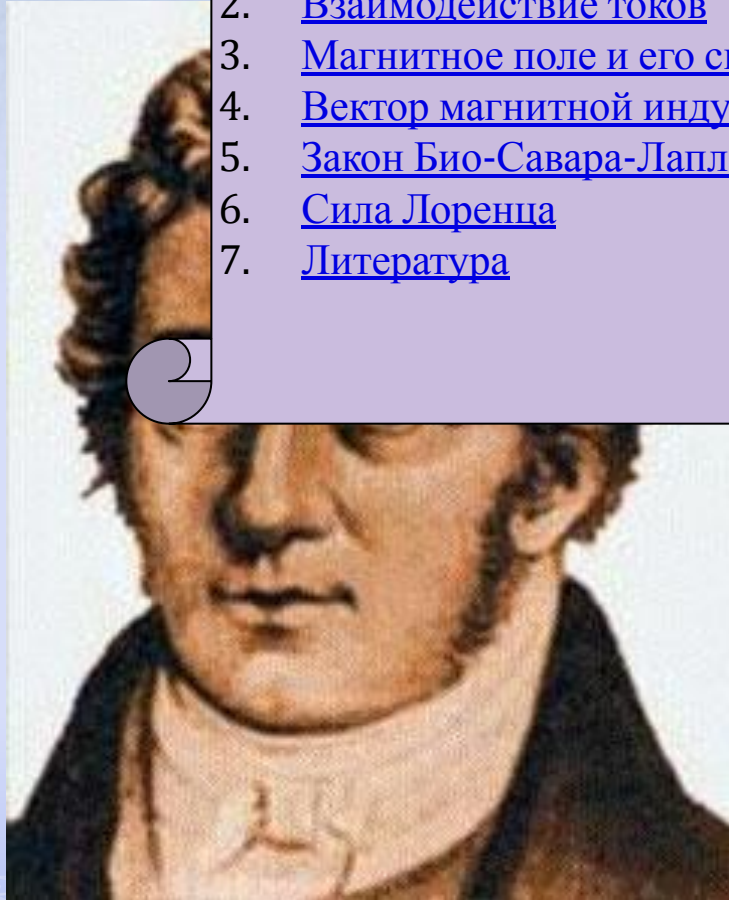 2. Взаимодействие токов
3. Магнитное поле и его
4. Вектор магнитной
5. Закон Био-Савара-
6. Сила Лоренца
7. Литература